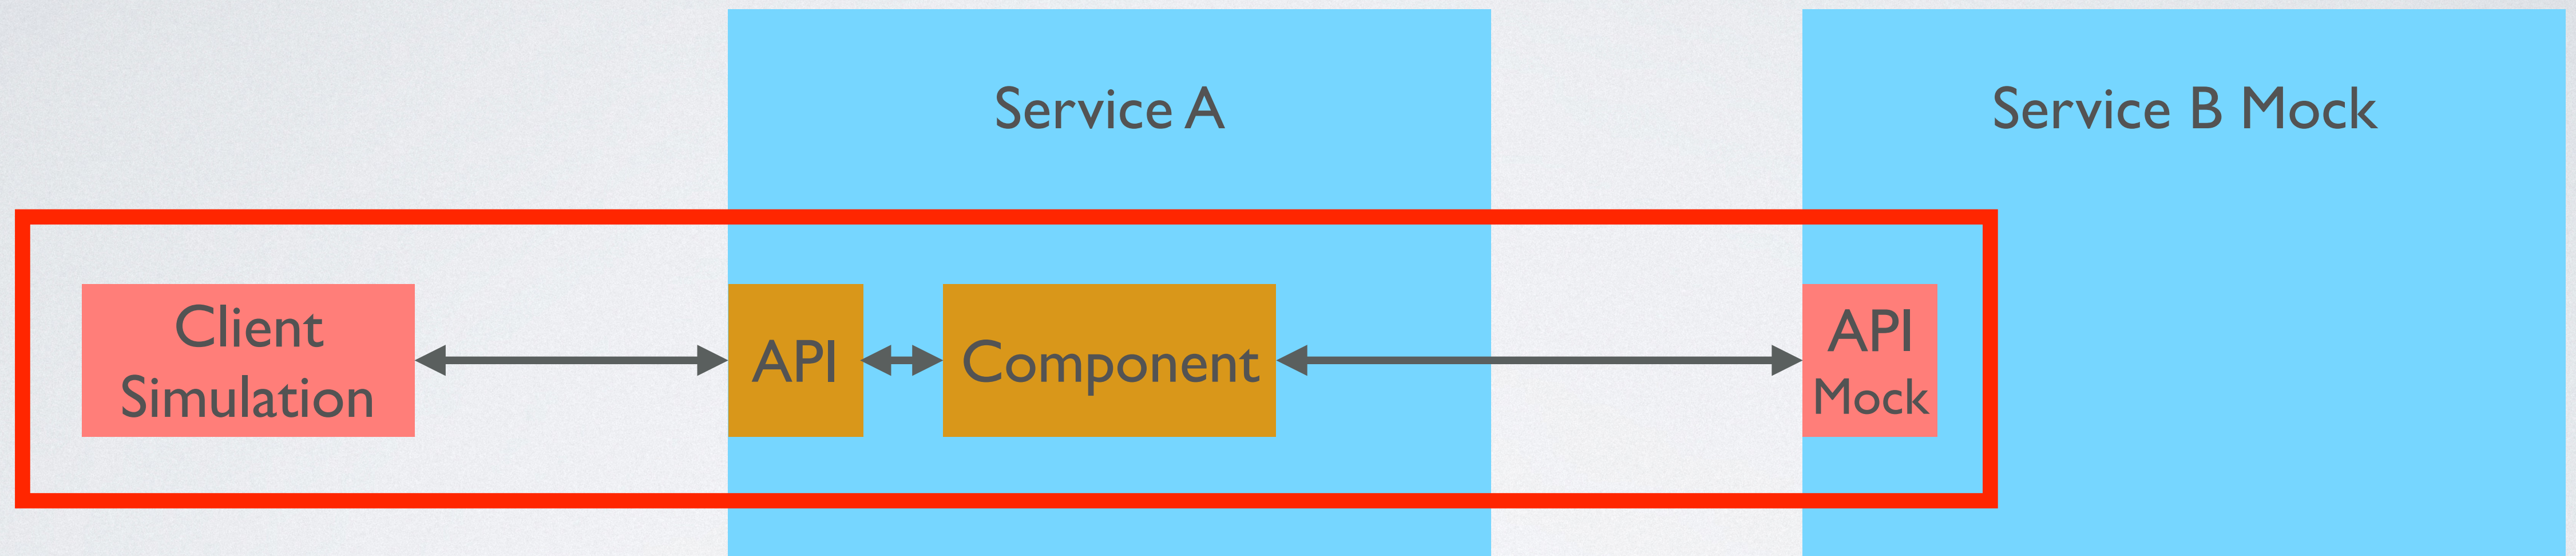 Service A
Service B Mock
Client
Simulation
API
Component
API
Mock